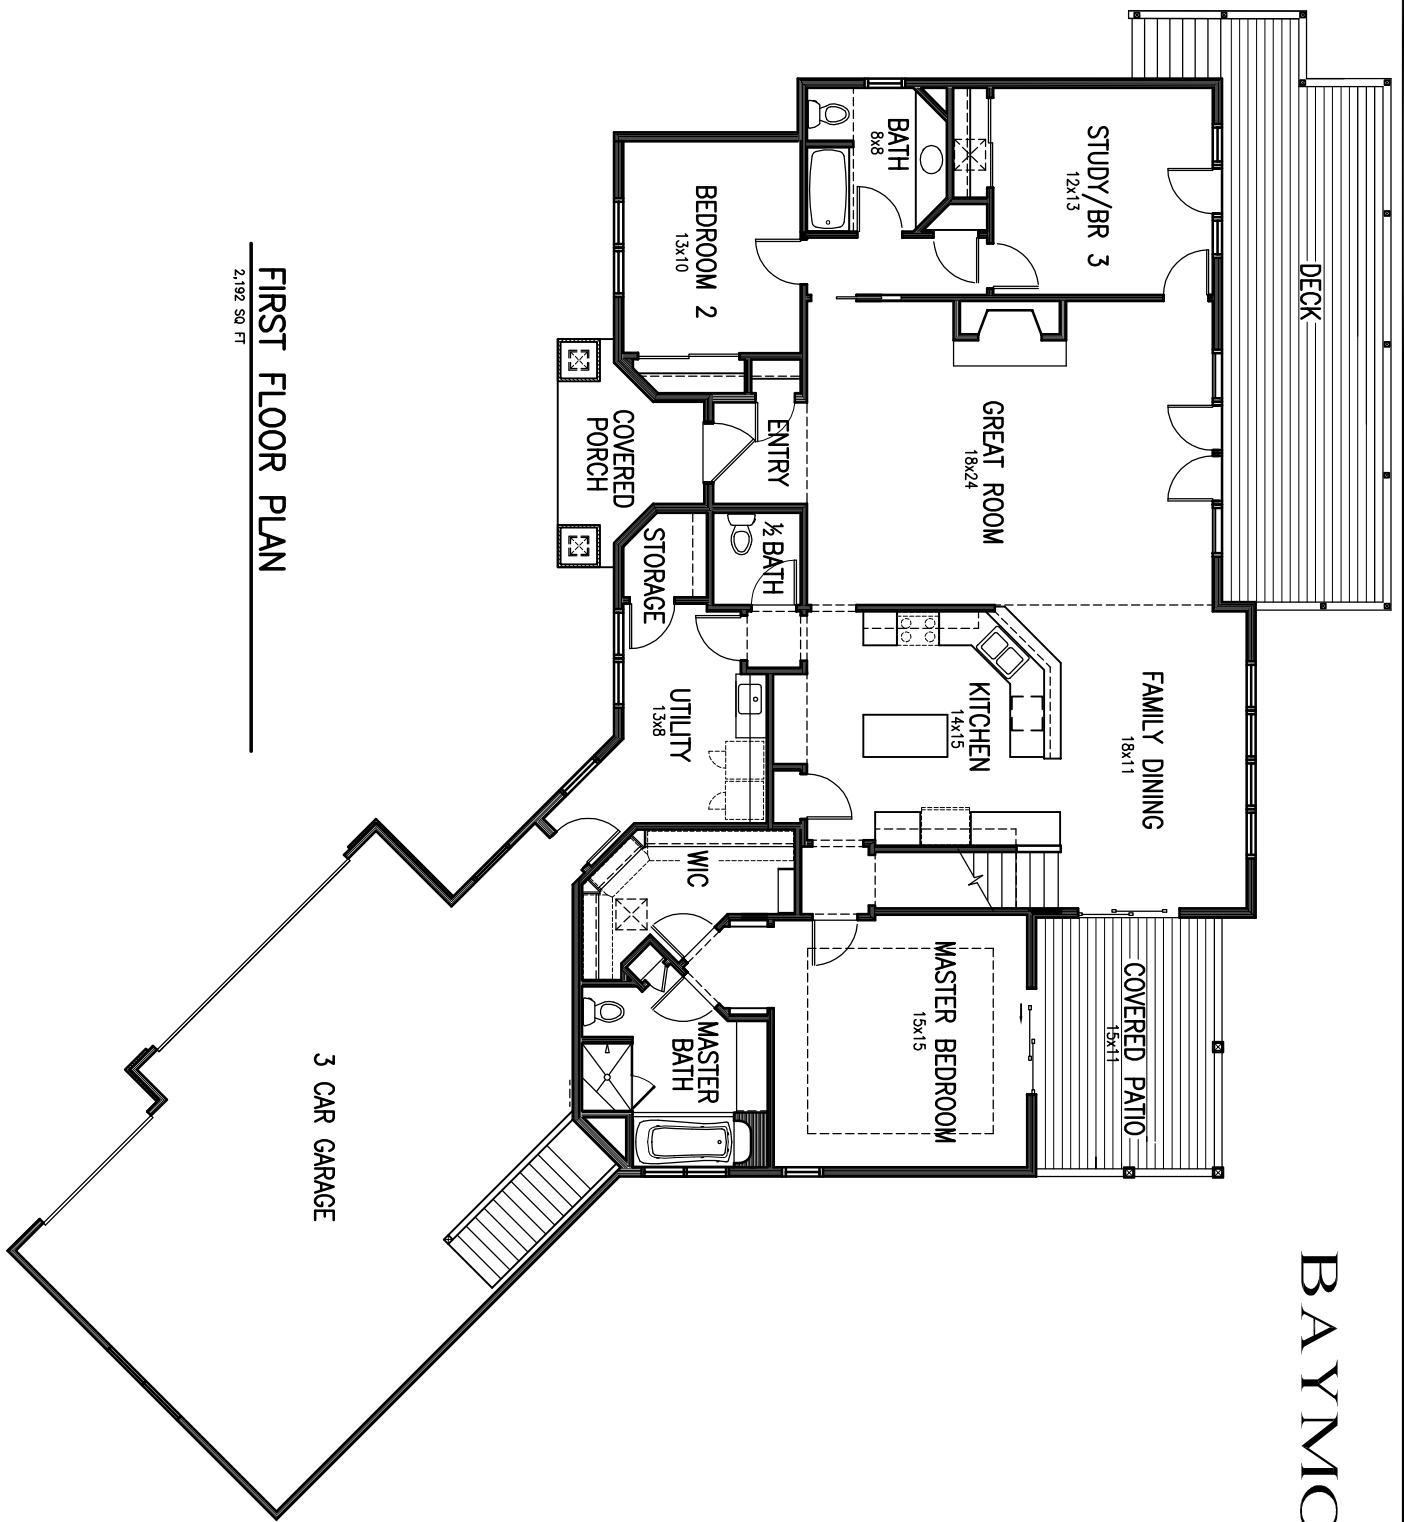 BAYMO
DECK
STUDY/BR 3
12x13
BATH
8x8
BEDROOM 2
13x10
GREAT ROOM
18x24
ENTRY
COVERED
PORCH
½ BATH
STORAGE
FAMILY DINING
18x11
KITCHEN
14x15
UTILITY
13x8
WIC
COVERED PATIO
15x11
MASTER BEDROOM
15x15
MASTER
BATH
3 CAR GARAGE
FIRST FLOOR PLAN
2,192 SQ FT